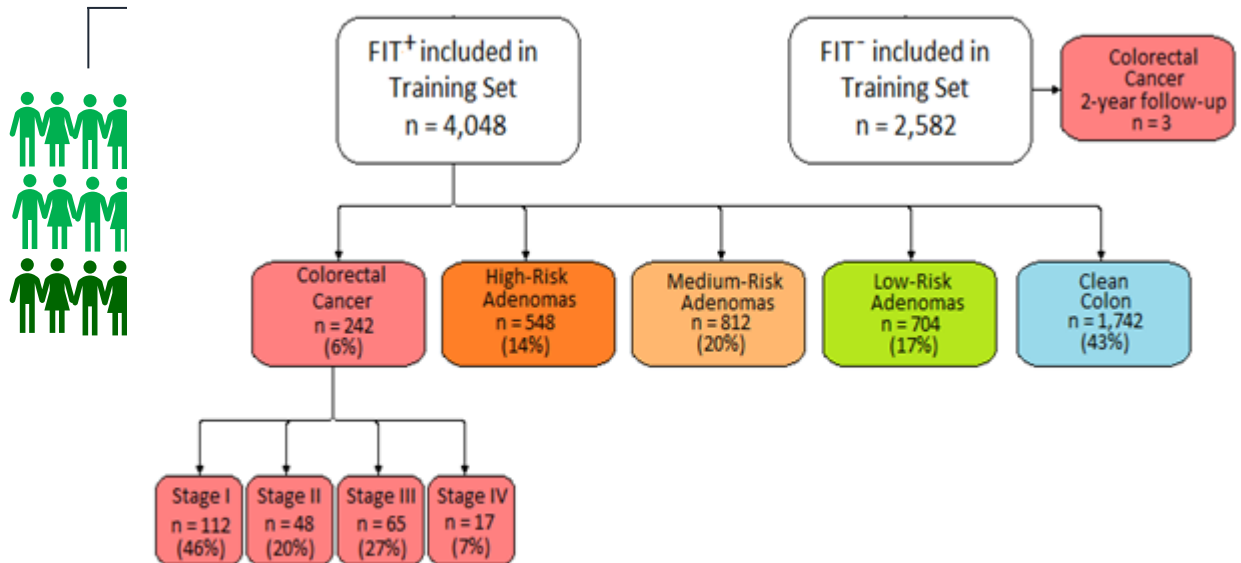 FIT⁺ included in
Training Set
n = 4,048
FIT⁻ included in
Training Set
n = 2,582
Colorectal
Cancer
2-year follow-up
n = 3
Colorectal
Cancer
n = 242
(6%)
High-Risk
Adenomas
n = 548
(14%)
Medium-Risk
Adenomas
n = 812
(20%)
Low-Risk
Adenomas
n = 704
(17%)
Clean
Colon
n = 1,742
(43%)
Stage I
n = 112
(46%)
Stage II
n = 48
(20%)
Stage III
n = 65
(27%)
Stage IV
n = 17
(7%)